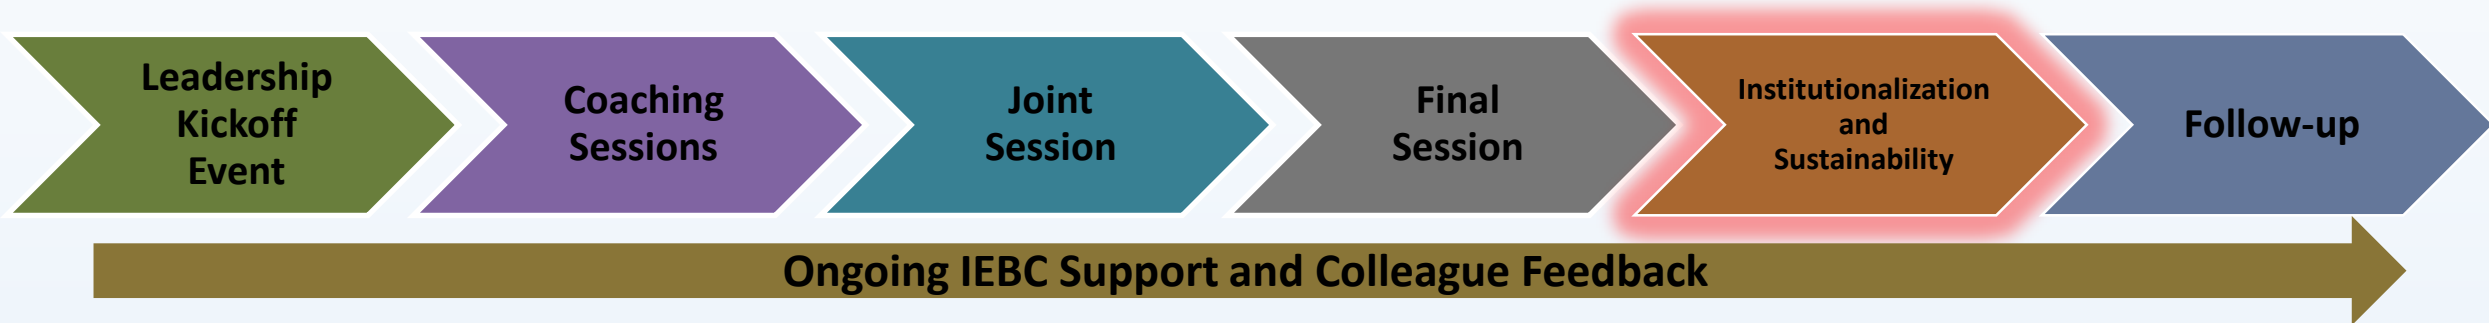 Leadership
Kickoff
Event
Coaching
Sessions
Joint
Session
Final
Session
Institutionalization
and
Sustainability
Follow-up
Ongoing IEBC Support and Colleague Feedback